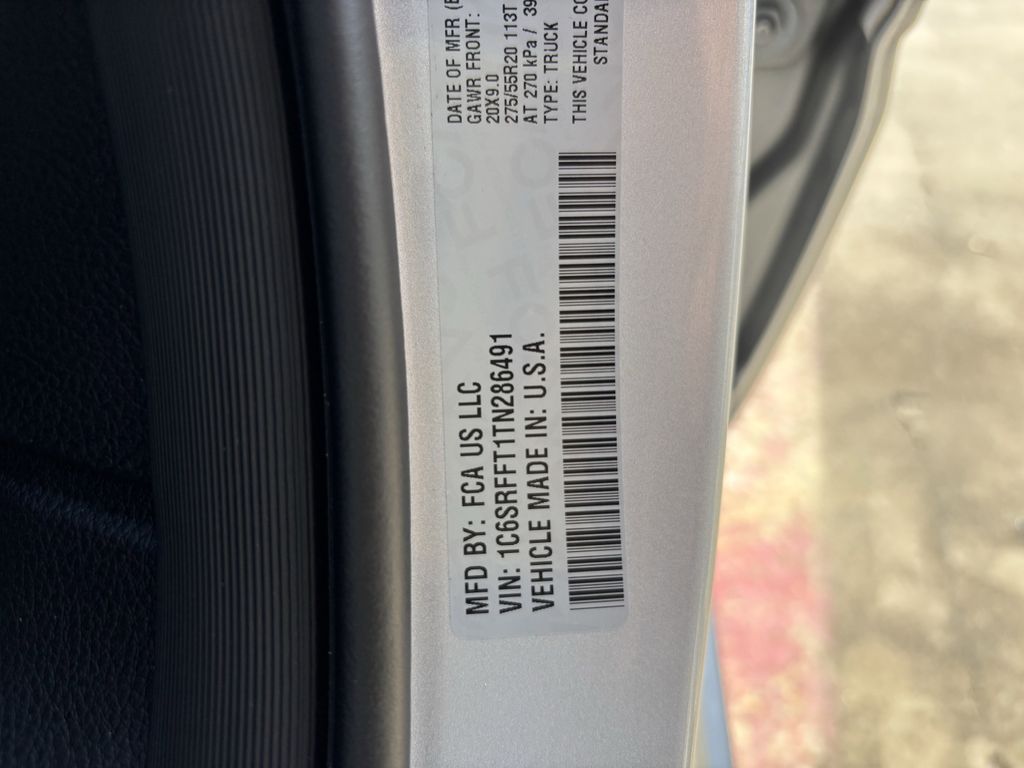 MFD BY: FCA US LLC
VIN: 1C6SRFFT1TN286491
VEHICLE MADE IN: U.S.A.
DATE OF MFR
GAWR FRONT:
20X9.0
275/55R20 113T
AT 270 kPa / 39
TYPE: TRUCK
THIS VEHICLE